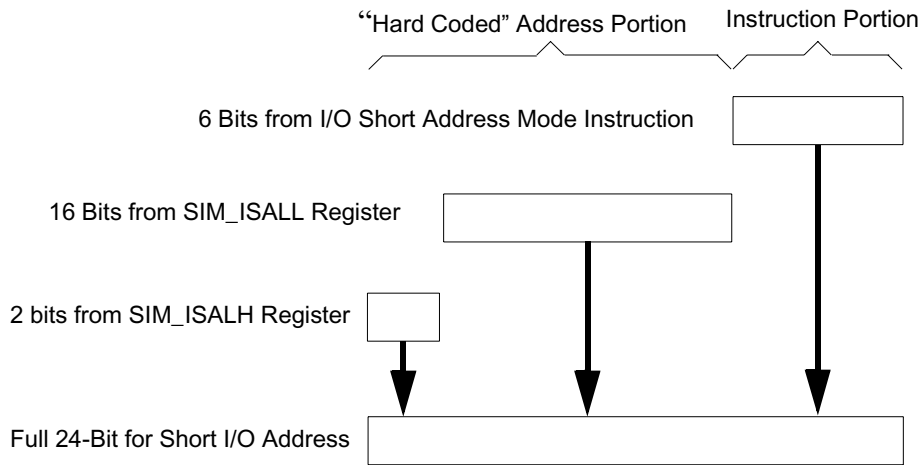 “Hard Coded” Address Portion
Instruction Portion
6 Bits from I/O Short Address Mode Instruction
16 Bits from SIM_ISALL Register
2 bits from SIM_ISALH Register
Full 24-Bit for Short I/O Address